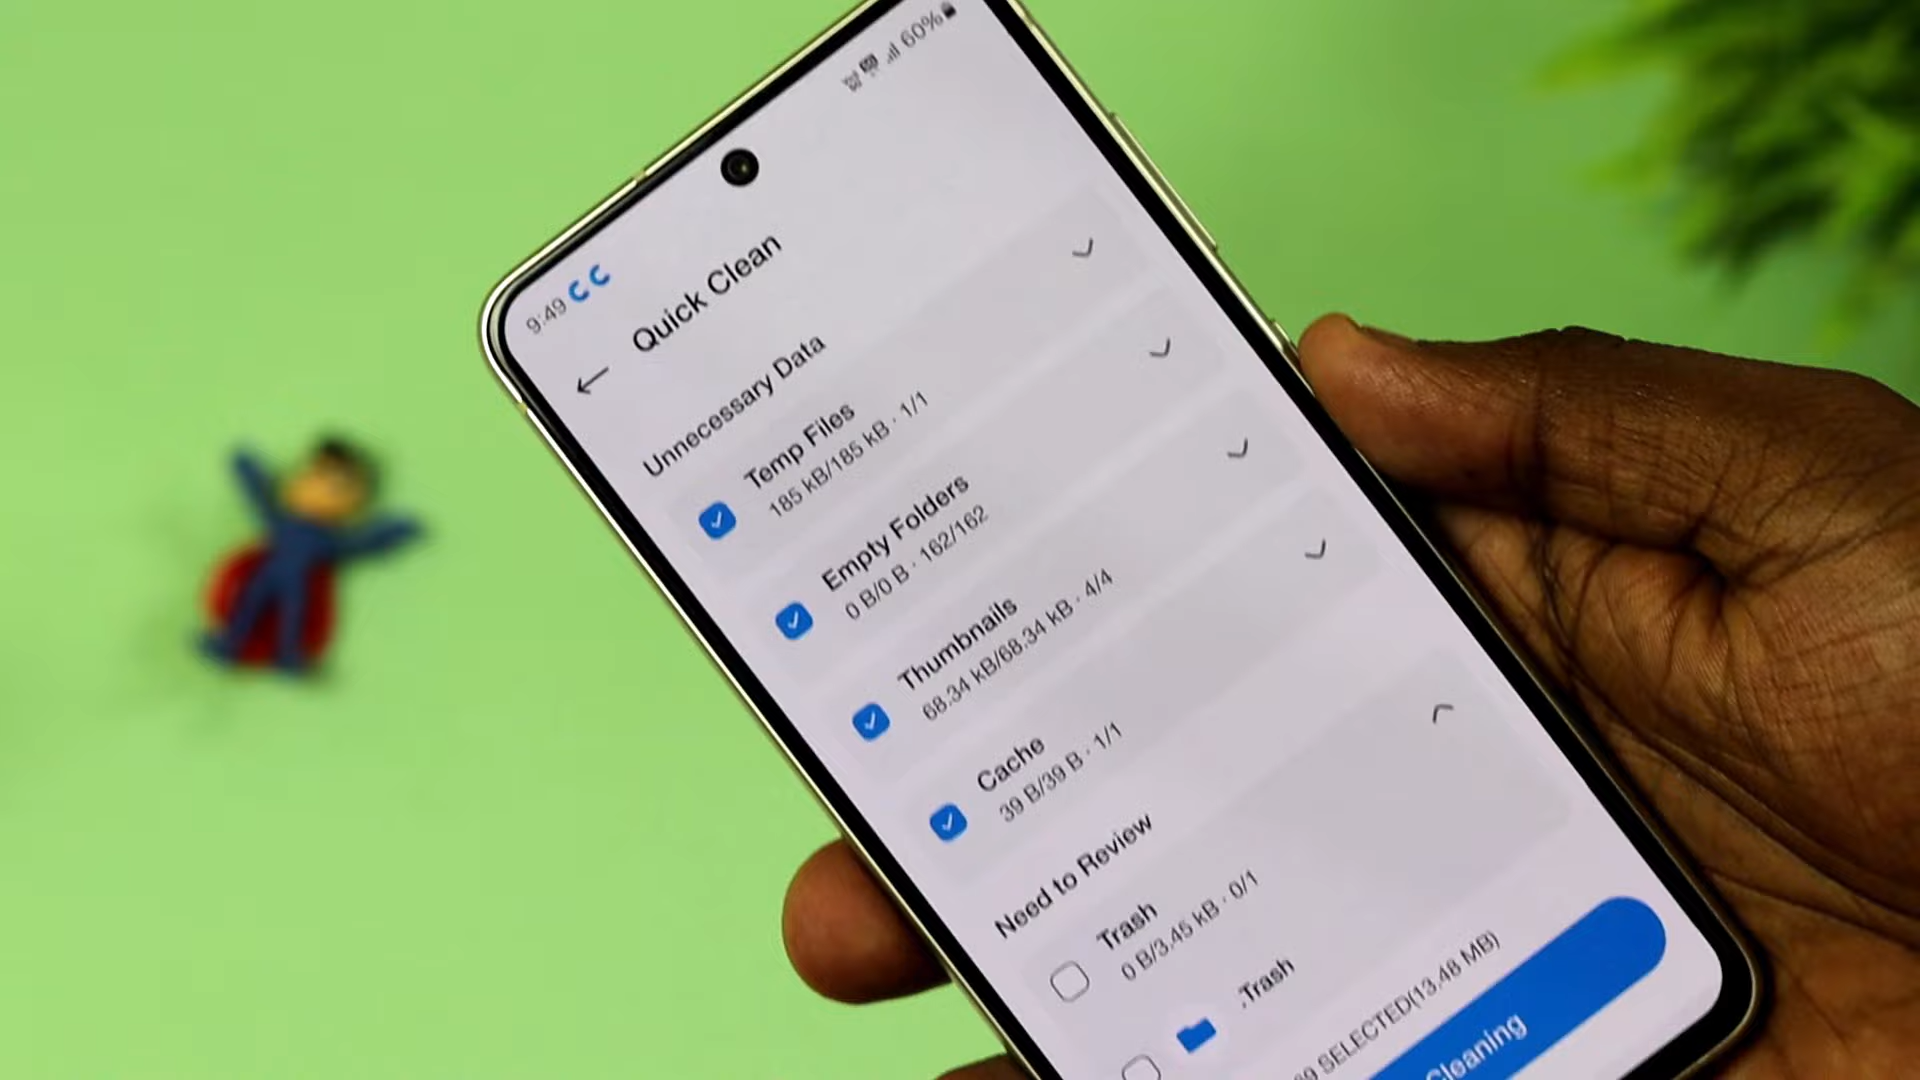 9:49
60%
Quick Clean
Unnecessary Data
Temp Files
185 kB/185 kB · 1/1
Empty Folders
0 B/0 B · 162/162
Thumbnails
68.34 kB/68.34 kB · 4/4
Cache
39 B/39 B · 1/1
Need to Review
Trash
0 B/3.45 kB · 0/1
.Trash
SELECTED(13.48 MB)
Cleaning